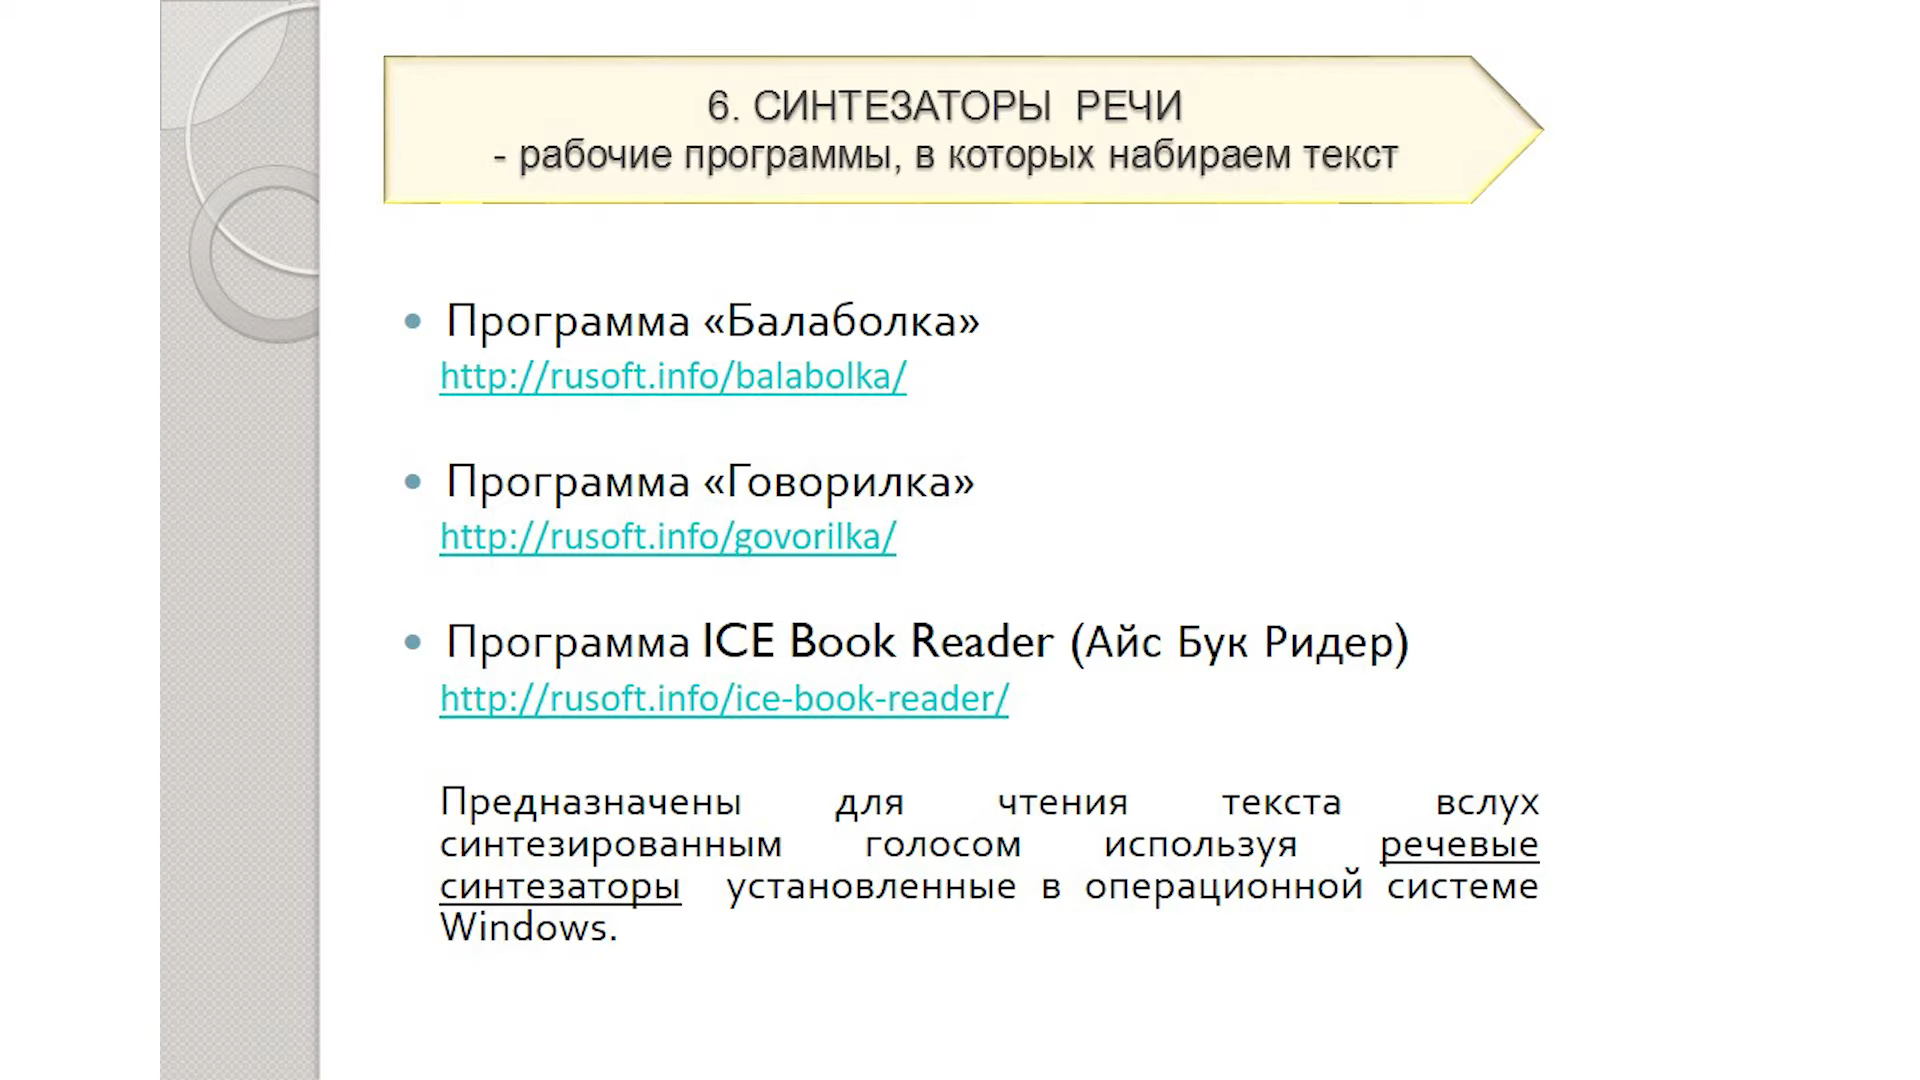 6. СИНТЕЗАТОРЫ РЕЧИ
- рабочие программы, в которых набираем текст
• Программа «Балаболка»
http://rusoft.info/balabolka/
• Программа «Говорилка»
http://rusoft.info/govorilka/
• Программа ICE Book Reader (Айс Бук Ридер)
http://rusoft.info/ice-book-reader/
Предназначены для чтения текста вслух
синтезированным голосом используя речевые
синтезаторы установленные в операционной системе
Windows.